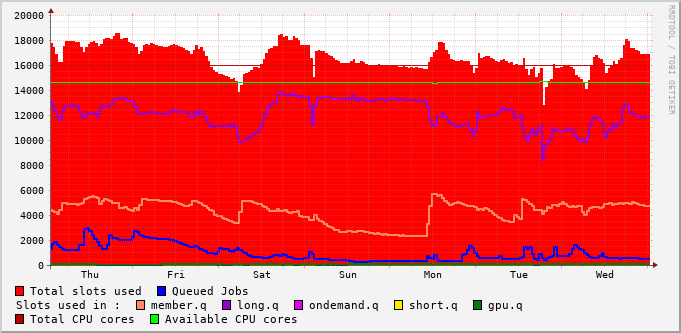 20000
18000
16000
14000
12000
10000
8000
6000
4000
2000
0
Thu Fri Sat Sun Mon Tue Wed
RRDTOOL / TOBI OETIKER
Total slots used Queued Jobs
Slots used in : member.q long.q ondemand.q short.q gpu.q
Total CPU cores Available CPU cores